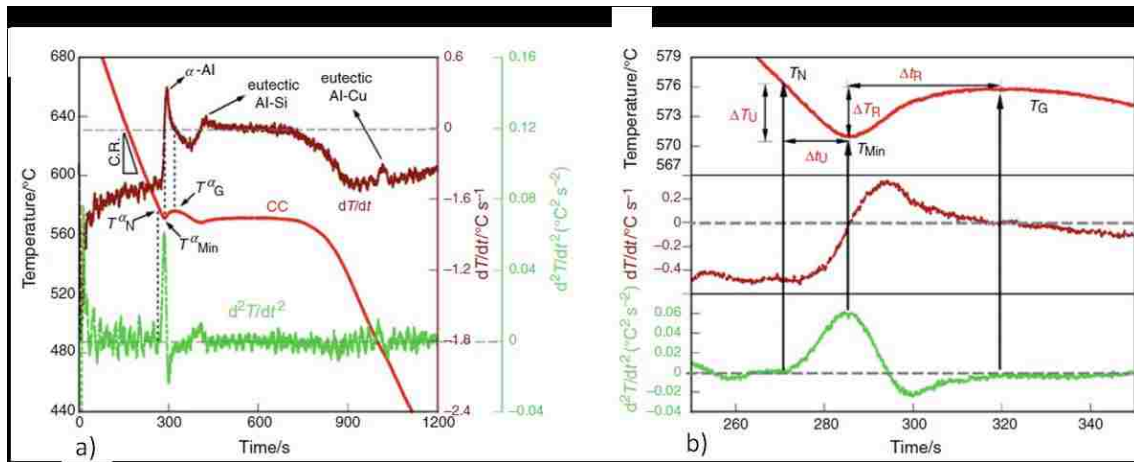 680
640
600
560
520
480
440
Temperature/°C
0
300
600
900
1200
Time/s
a)
C.R.
α-Al
eutectic
Al-Si
eutectic
Al-Cu
T^α_N
T^α_G
T^α_Min
CC
dT/dt
d²T/dt²
0.6
0
−0.6
−1.2
−1.8
−2.4
dT/dt/°C s⁻¹
0.16
0.12
0.08
0.04
0
−0.04
d²T/dt² (°C² s⁻²)
579
576
573
570
567
Temperature/°C
T_N
ΔT_U
Δt_U
ΔT_R
Δt_R
T_Min
T_G
0.4
0
−0.4
dT/dt/°C s⁻¹
0.06
0.04
0.02
0
−0.02
−0.04
d²T/dt² (°C² s⁻²)
260
280
300
320
340
Time/s
b)